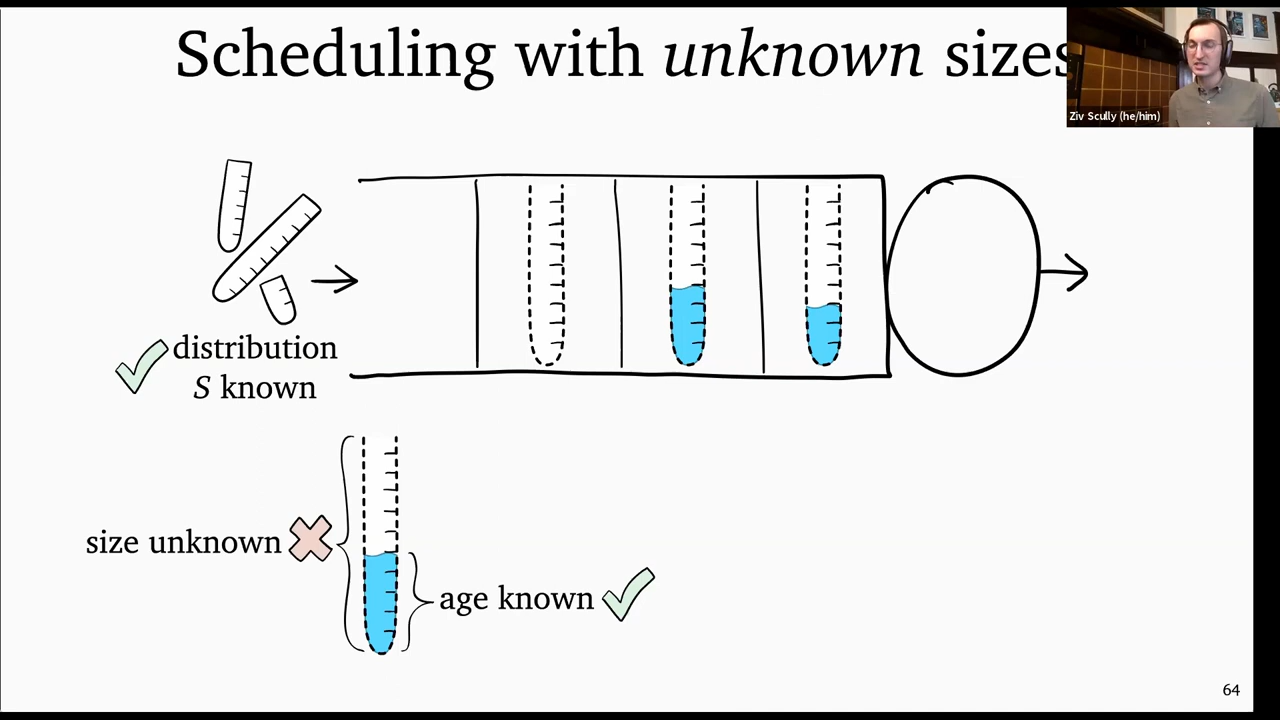 Scheduling with unknown sizes
Ziv Scully (he/him)
distribution
S known
size unknown
age known
64